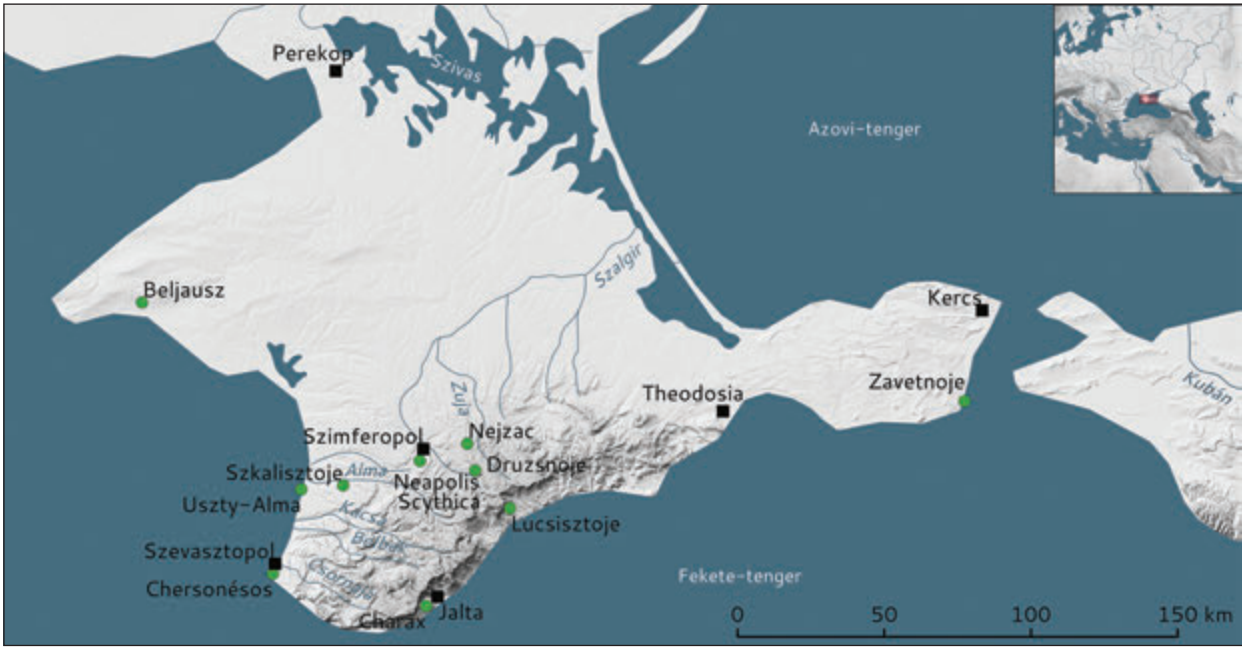 Perekop
Szivas
Azovi-tenger
Szalgir
Beljausz
Kercs
Zavetnoje
Kubán
Theodosia
Zuja
Nejzac
Szimferopol
Szkalisztoje
Alma
Druzsnoje
Neapolis
Scythica
Uszty-Alma
Kacsa
Lucsisztoje
Belbek
Szevasztopol
Csornaja
Chersonésos
Fekete-tenger
Jalta
Charax
0 50 100 150 km